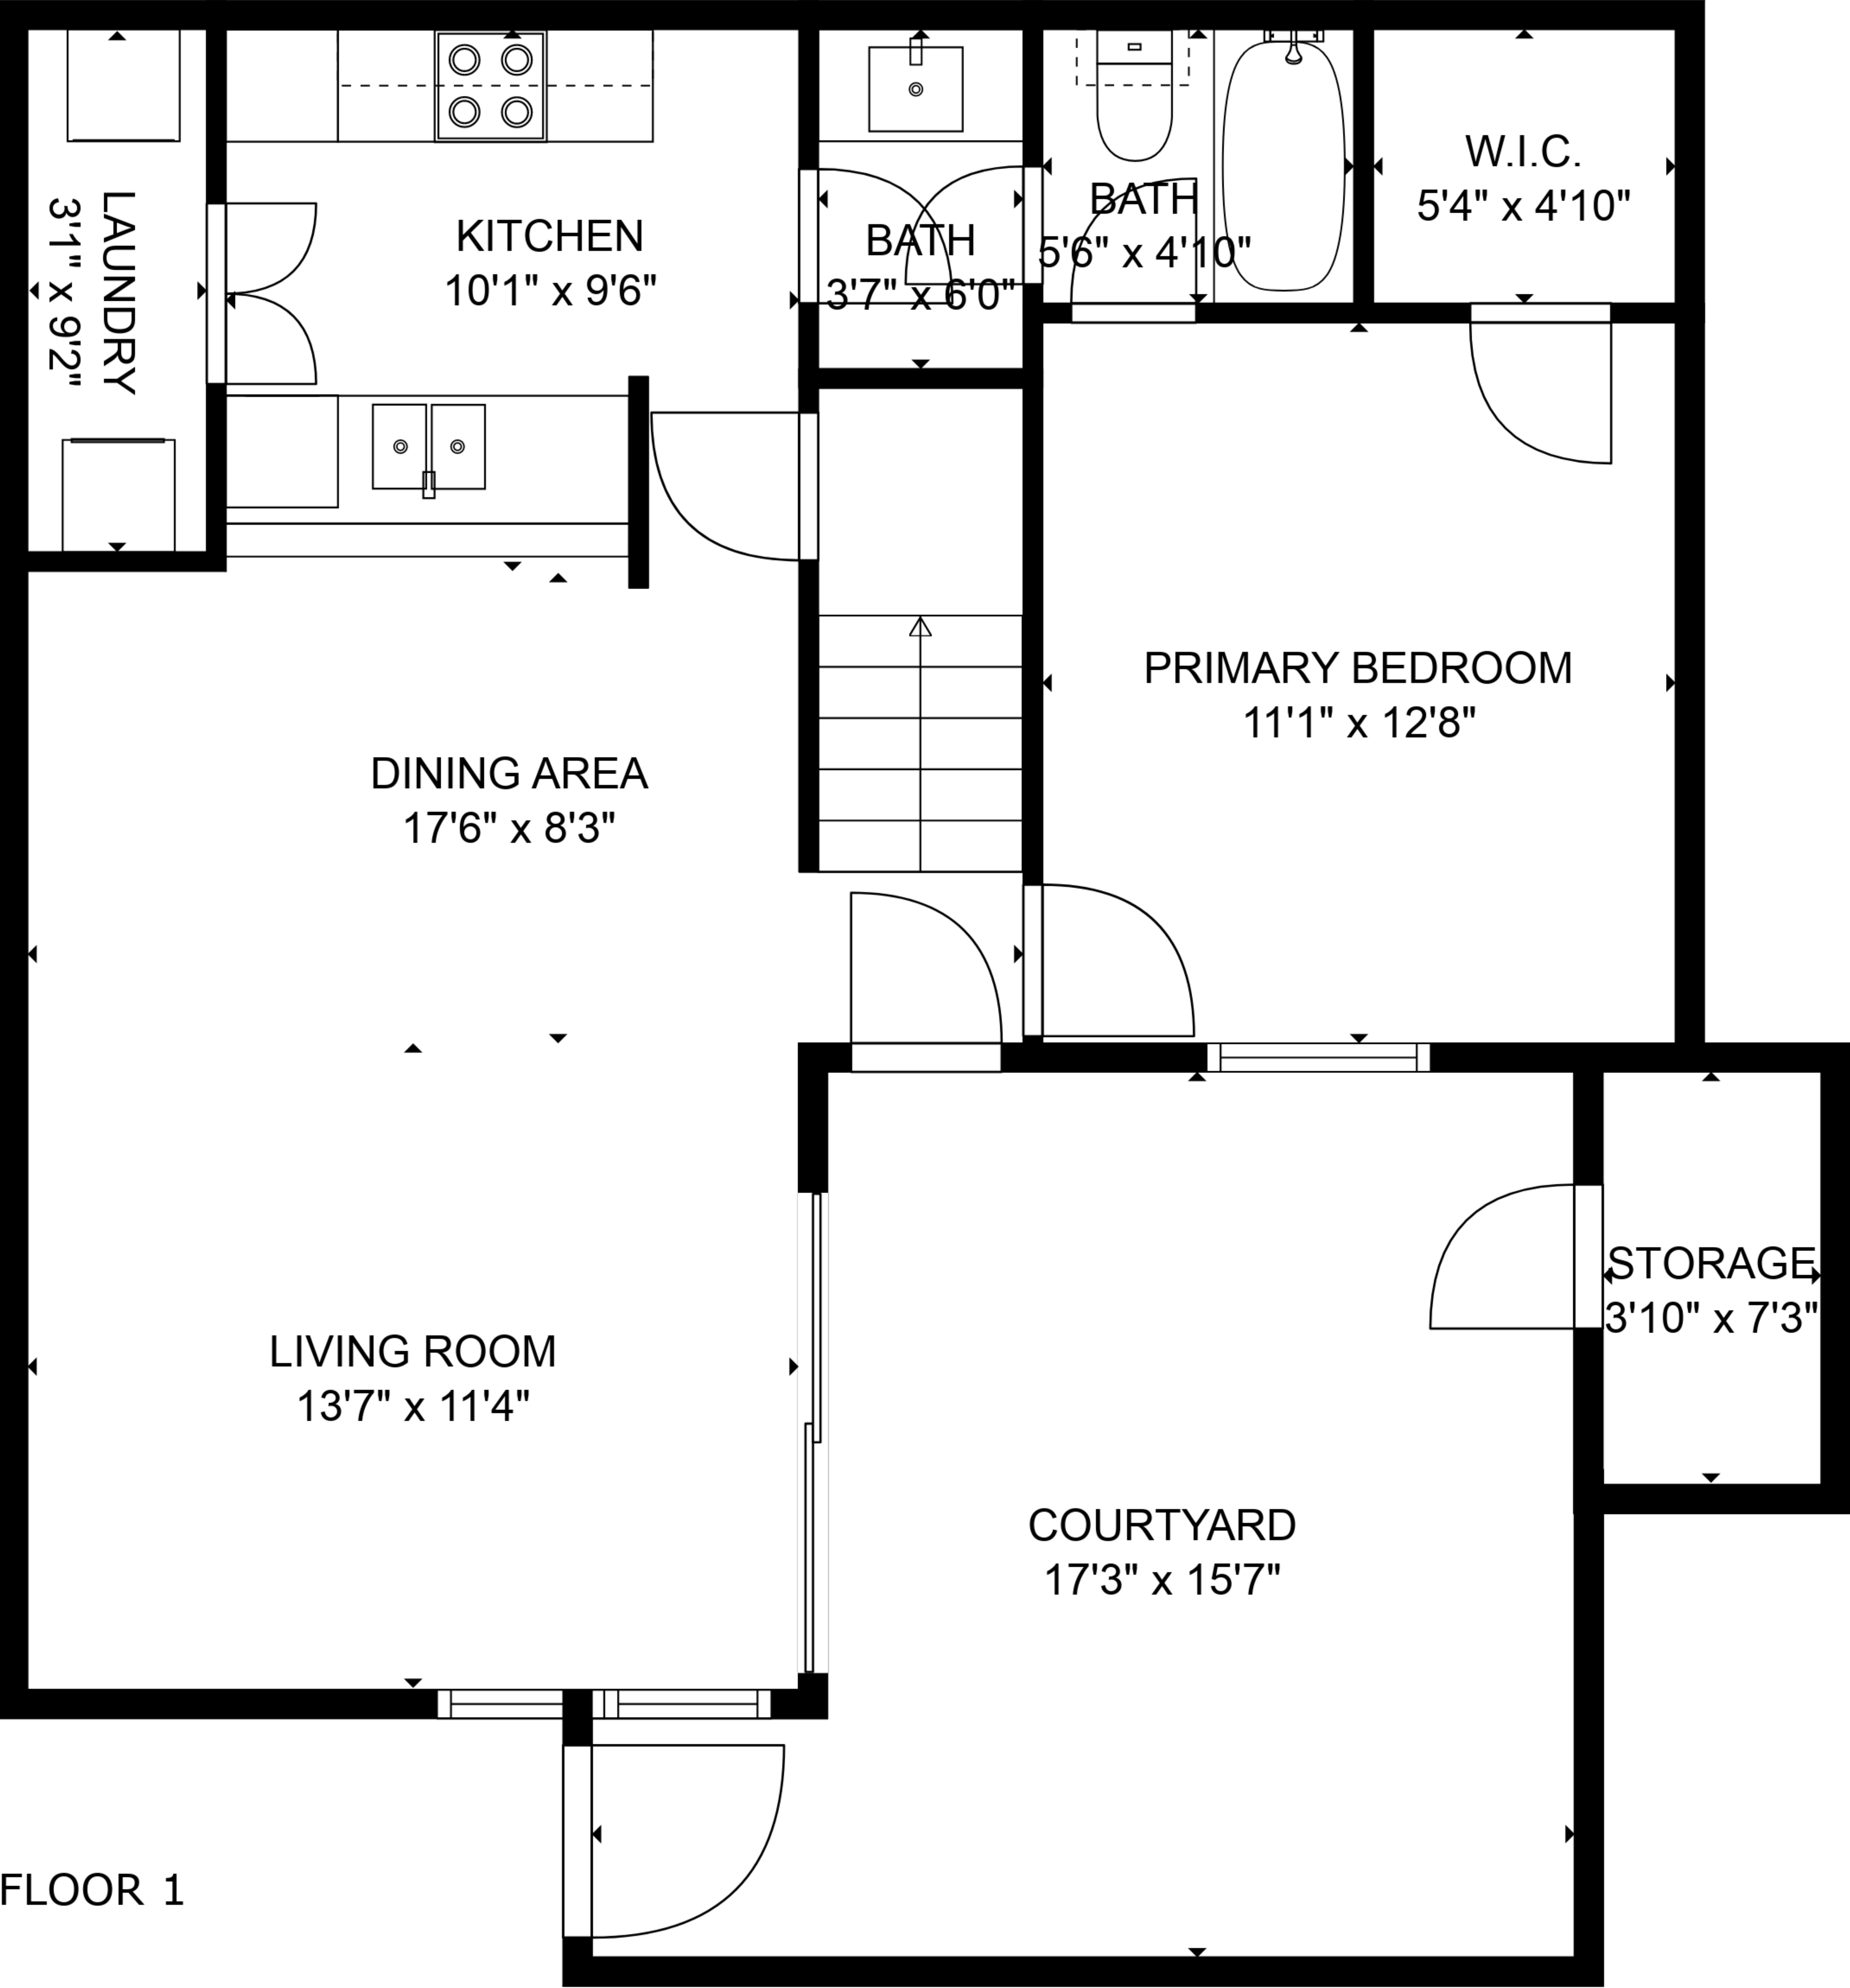 LAUNDRY
3'1" x 9'2"
KITCHEN
10'1" x 9'6"
BATH
3'7" x 6'0"
BATH
5'6" x 4'10"
W.I.C.
5'4" x 4'10"
PRIMARY BEDROOM
11'1" x 12'8"
DINING AREA
17'6" x 8'3"
LIVING ROOM
13'7" x 11'4"
STORAGE
3'10" x 7'3"
COURTYARD
17'3" x 15'7"
FLOOR 1